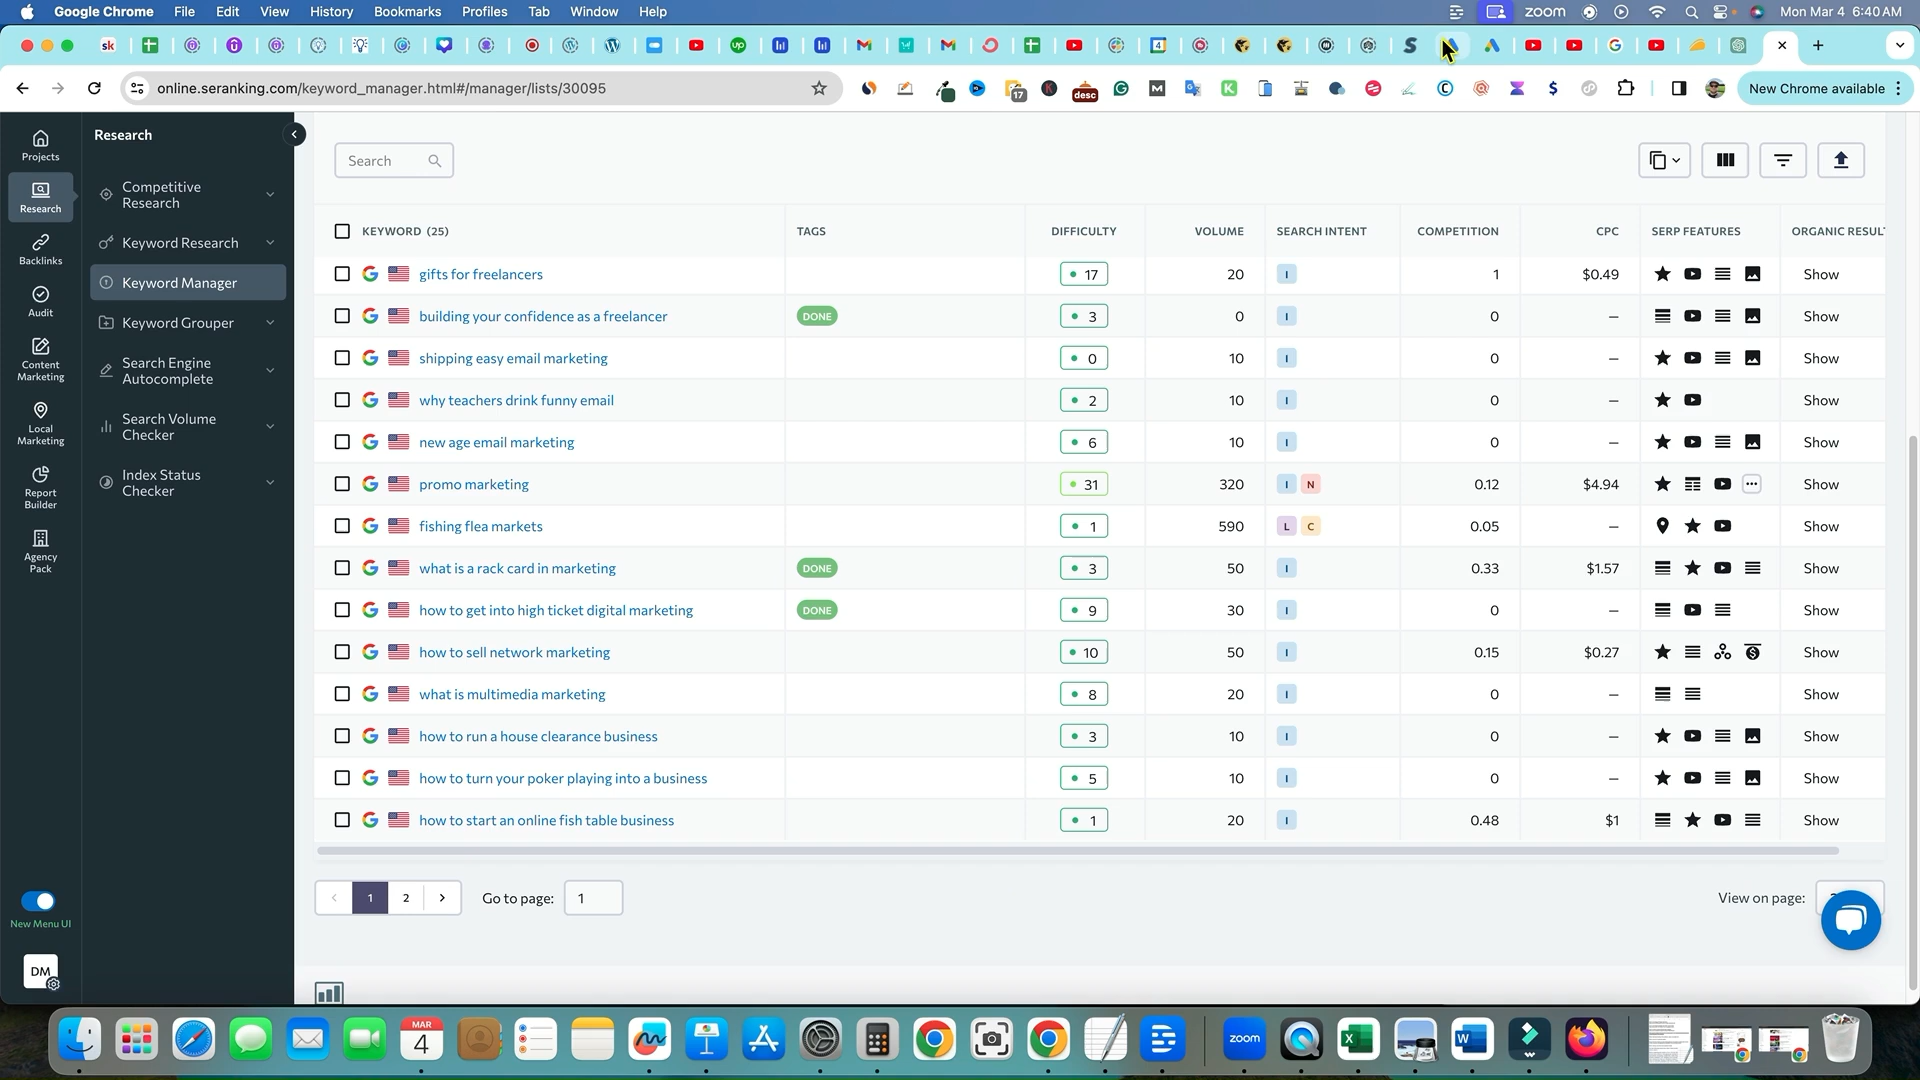 Google Chrome File Edit View History Bookmarks Profiles Tab Window Help zoom Mon Mar 4 6:40 AM
online.seranking.com/keyword_manager.html#/manager/lists/30095 17 desc New Chrome available
Projects
Research
Backlinks
Audit
Content
Marketing
Local
Marketing
Report
Builder
Agency
Pack
New Menu UI
DM
Research
Competitive
Research
Keyword Research
Keyword Manager
Keyword Grouper
Search Engine
Autocomplete
Search Volume
Checker
Index Status
Checker
Search
KEYWORD (25) TAGS DIFFICULTY VOLUME SEARCH INTENT COMPETITION CPC SERP FEATURES ORGANIC RESUL
gifts for freelancers 17 20 I 1 $0.49 Show
building your confidence as a freelancer DONE 3 0 I 0 – Show
shipping easy email marketing 0 10 I 0 – Show
why teachers drink funny email 2 10 I 0 – Show
new age email marketing 6 10 I 0 – Show
promo marketing 31 320 I N 0.12 $4.94 Show
fishing flea markets 1 590 L C 0.05 – Show
what is a rack card in marketing DONE 3 50 I 0.33 $1.57 Show
how to get into high ticket digital marketing DONE 9 30 I 0 – Show
how to sell network marketing 10 50 I 0.15 $0.27 Show
what is multimedia marketing 8 20 I 0 – Show
how to run a house clearance business 3 10 I 0 – Show
how to turn your poker playing into a business 5 10 I 0 – Show
how to start an online fish table business 1 20 I 0.48 $1 Show
1 2 Go to page: 1 View on page:
MAR
4
zoom